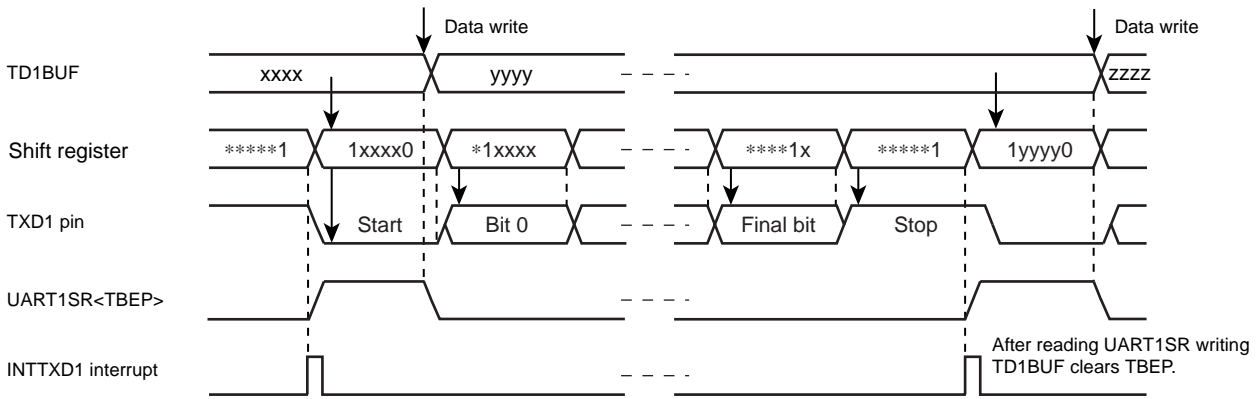 Data write
Data write
TD1BUF
xxxx
yyyy
zzzz
Shift register
*****1
1xxxx0
*1xxxx
****1x
*****1
1yyyy0
TXD1 pin
Start
Bit 0
Final bit
Stop
UART1SR<TBEP>
INTTXD1 interrupt
After reading UART1SR writing
TD1BUF clears TBEP.